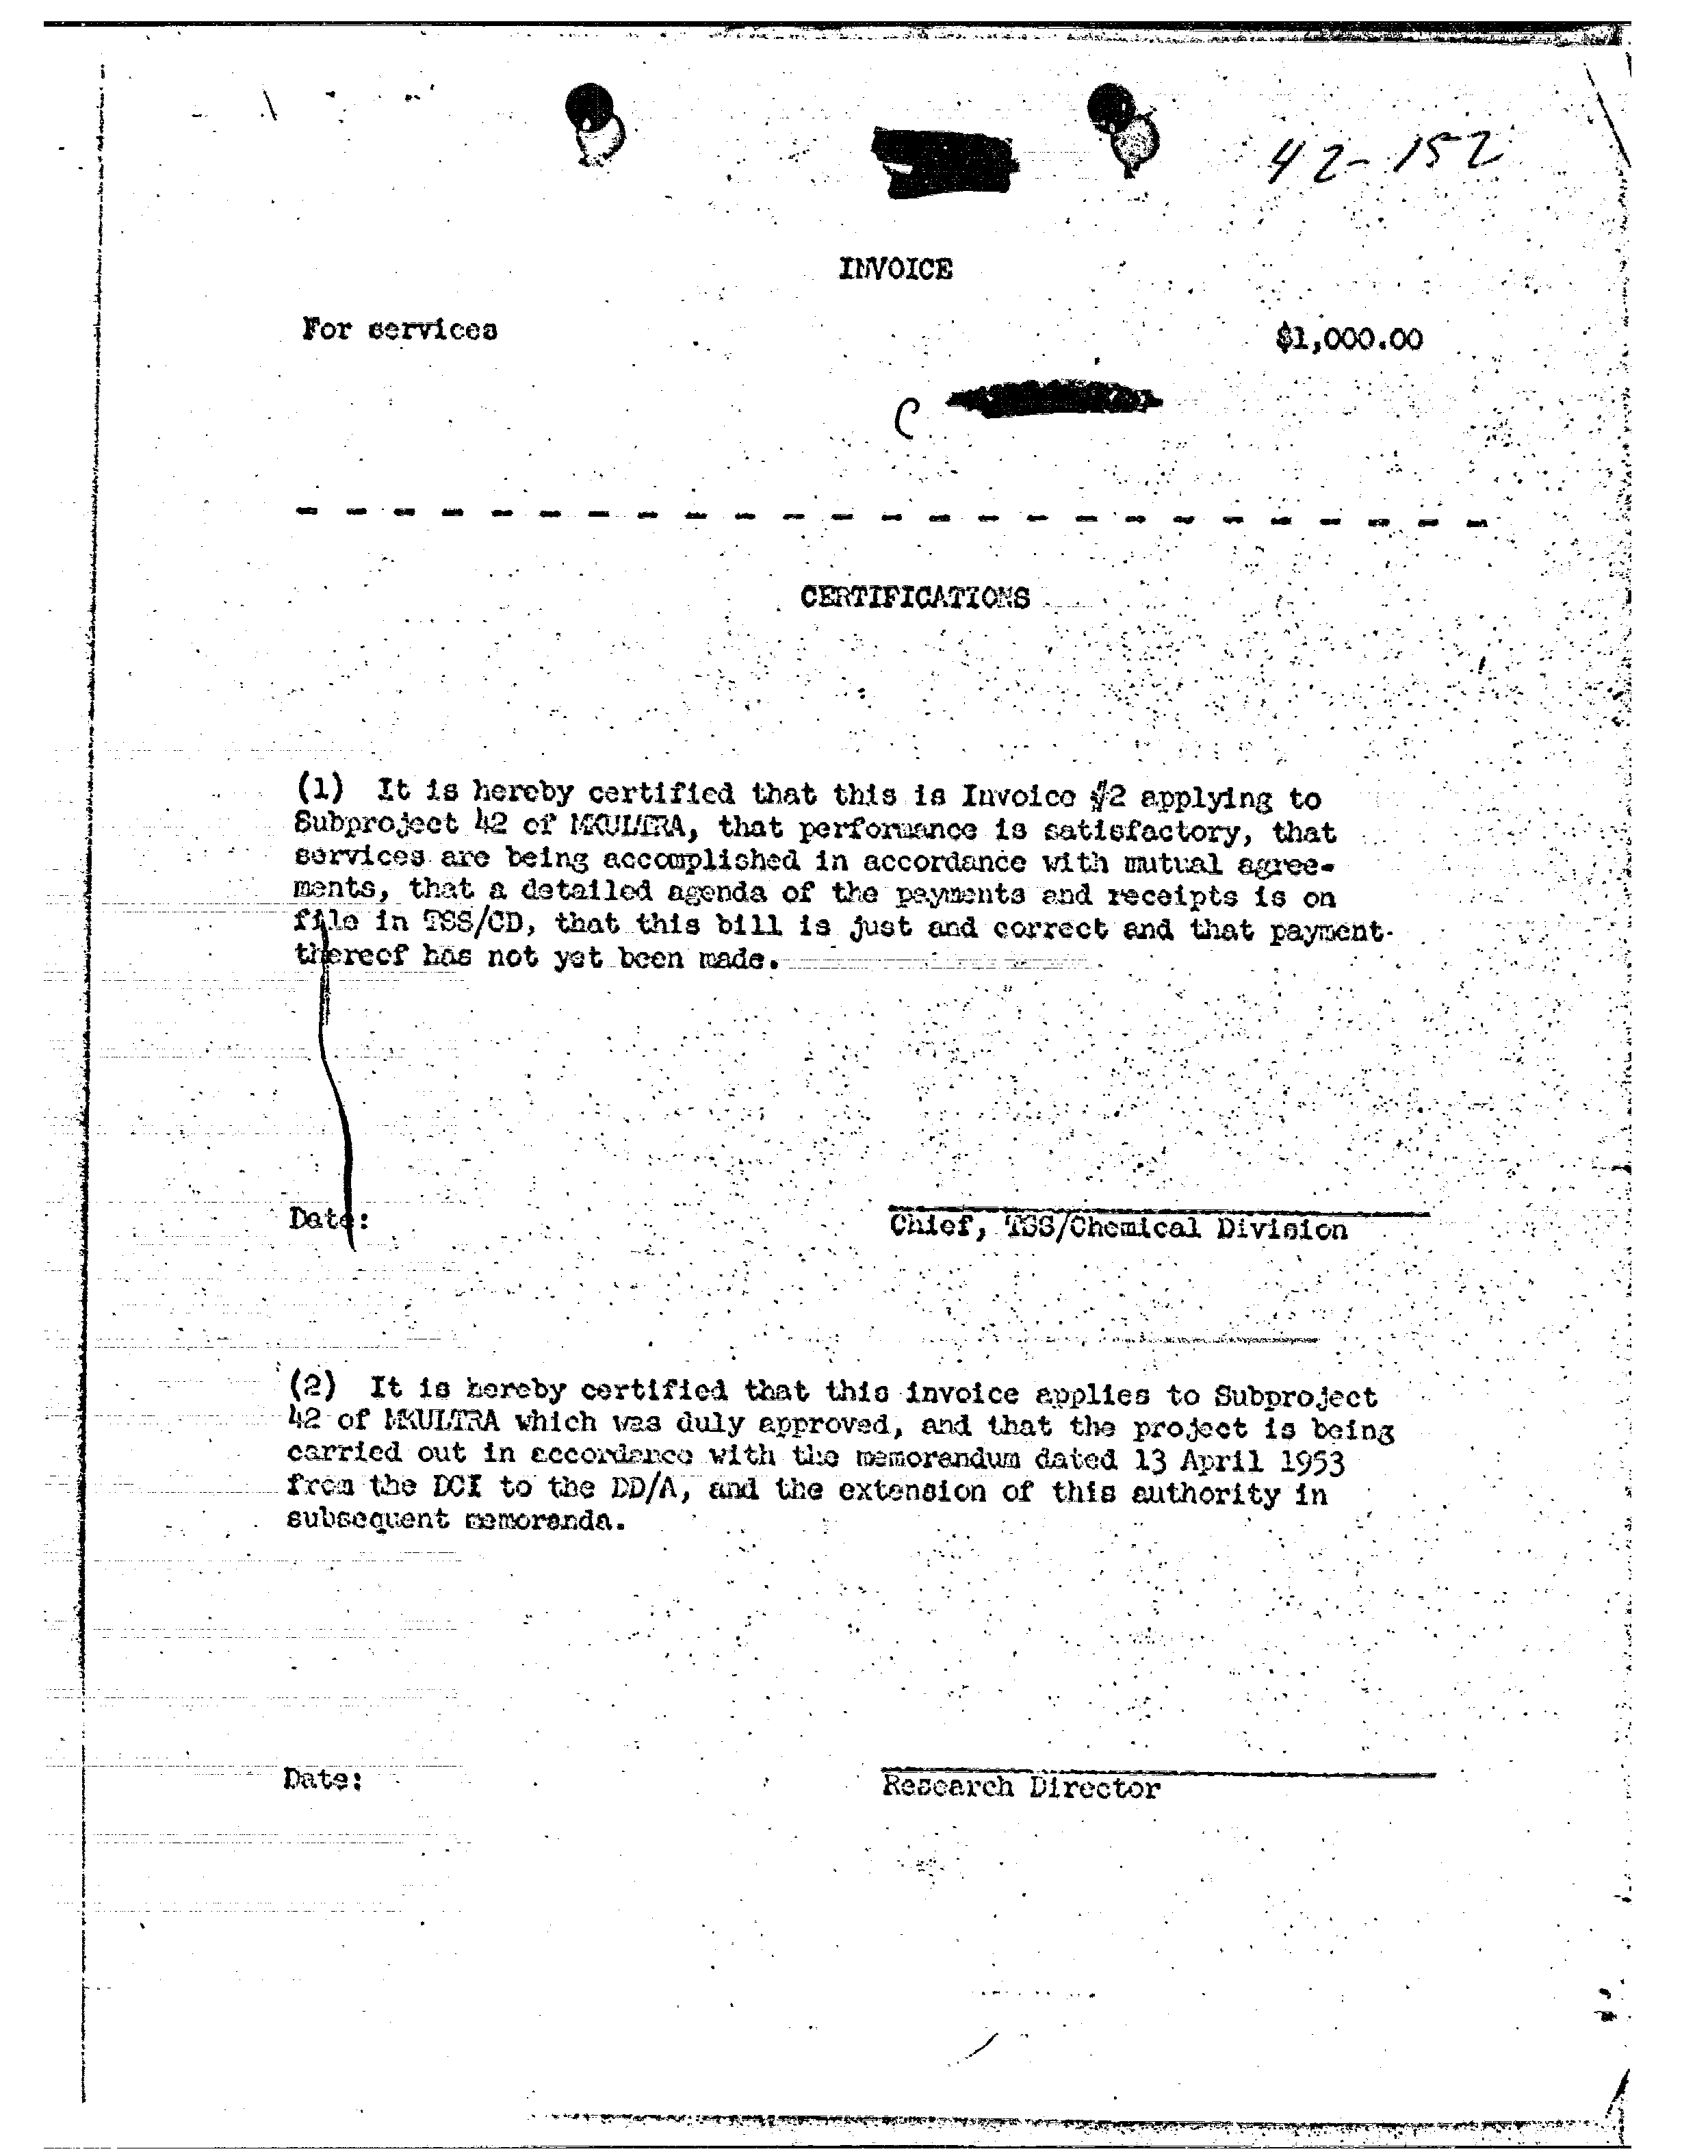 42-152
INVOICE
For services $1,000.00
C
CERTIFICATIONS
(1) It is hereby certified that this is Invoice #2 applying to
Subproject 42 of MKULTRA, that performance is satisfactory, that
services are being accomplished in accordance with mutual agree-
ments, that a detailed agenda of the payments and receipts is on
file in TSS/CD, that this bill is just and correct and that payment
thereof has not yet been made.
Date:
Chief, TSS/Chemical Division
(2) It is hereby certified that this invoice applies to Subproject
42 of MKULTRA which was duly approved, and that the project is being
carried out in accordance with the memorandum dated 13 April 1953
from the DCI to the DD/A, and the extension of this authority in
subsequent memoranda.
Date:
Research Director